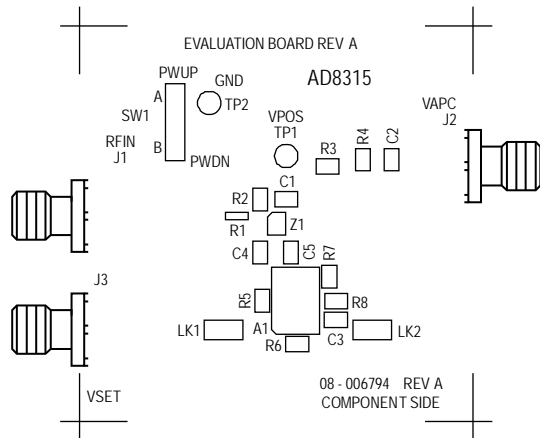 EVALUATION BOARD REV A
PWUP
GND
AD8315
A
SW1
TP2
VPOS
TP1
VAPC
J2
RFIN
J1
B
PWDN
R3
R4
C2
R2
C1
R1
Z1
C4
C5
R7
J3
R5
R8
LK1
A1
C3
LK2
R6
VSET
08 - 006794 REV A
COMPONENT SIDE